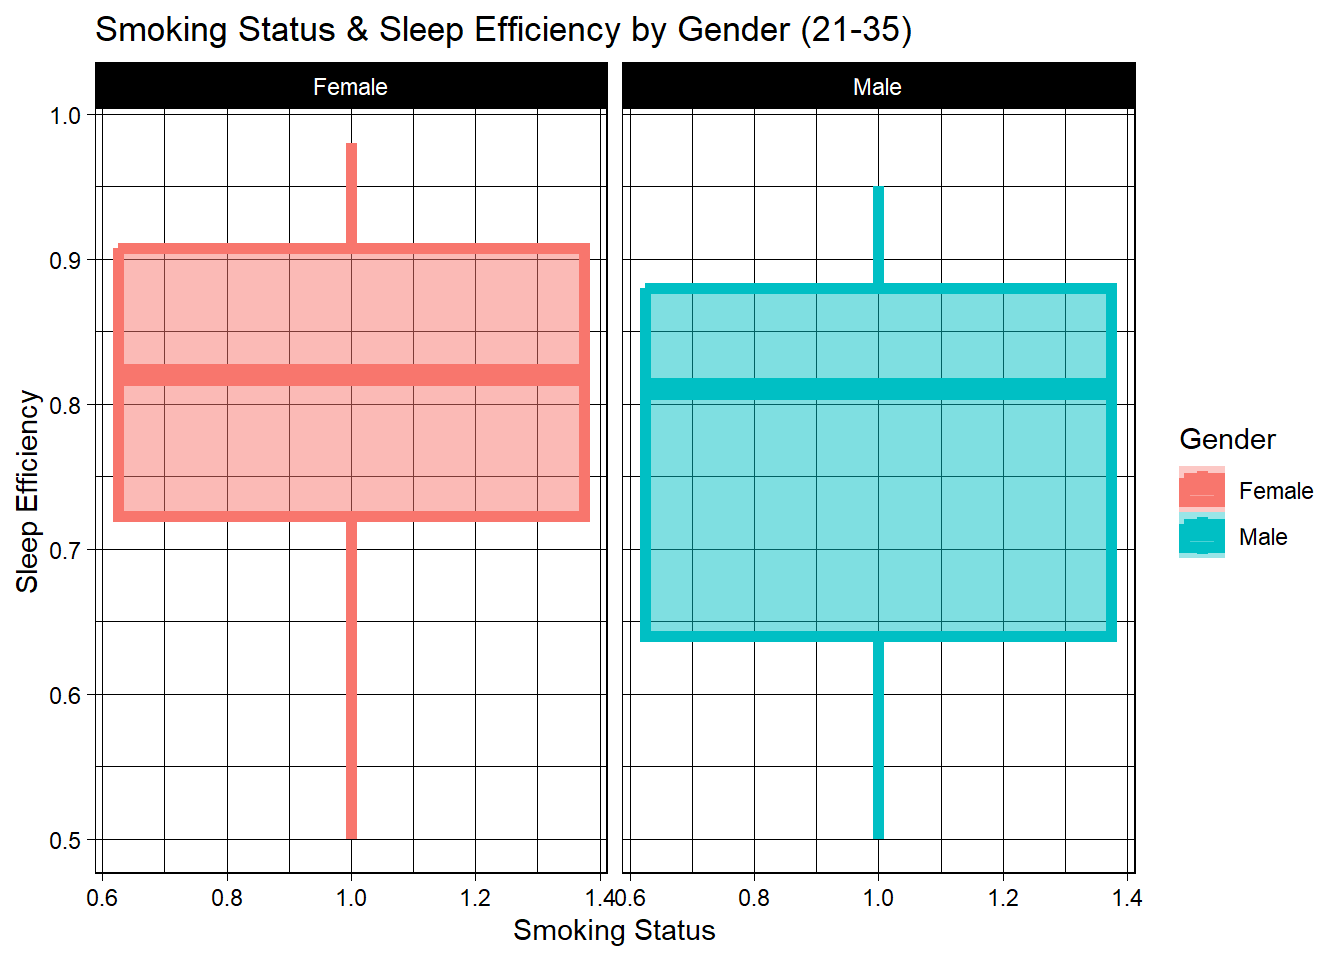 Smoking Status & Sleep Efficiency by Gender (21-35)
Female
Male
Sleep Efficiency
1.0
0.9
0.8
0.7
0.6
0.5
0.6 0.8 1.0 1.2 1.4
0.6 0.8 1.0 1.2 1.4
Smoking Status
Gender
Female
Male